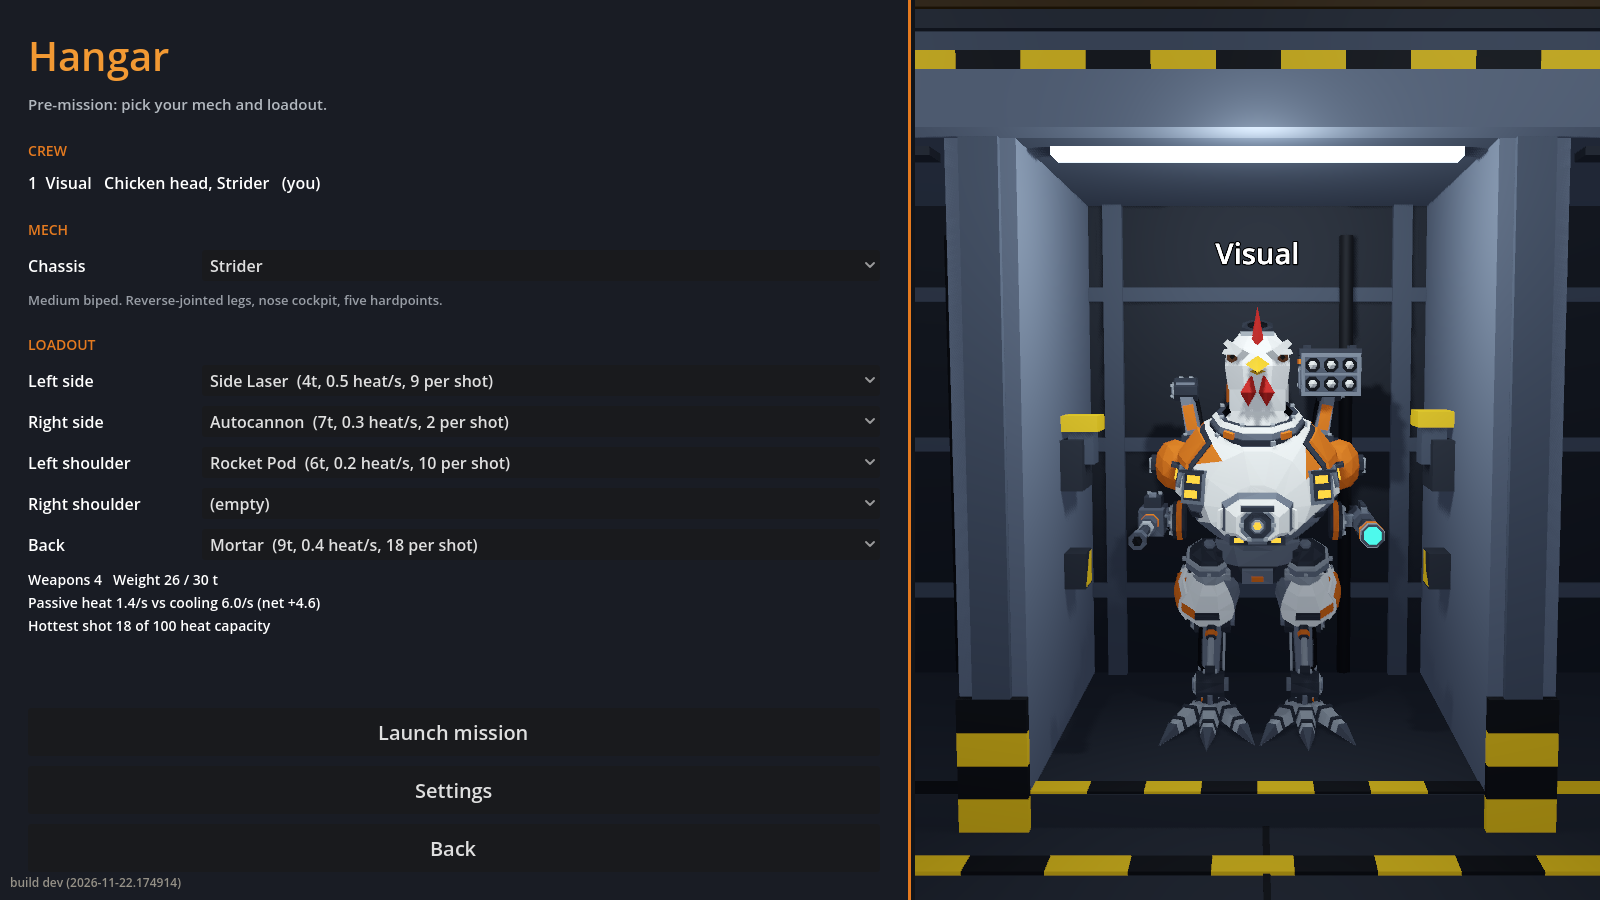 Hangar
Pre-mission: pick your mech and loadout.
CREW
1 Visual Chicken head, Strider (you)
MECH
Chassis Strider
Medium biped. Reverse-jointed legs, nose cockpit, five hardpoints.
LOADOUT
Left side Side Laser (4t, 0.5 heat/s, 9 per shot)
Right side Autocannon (7t, 0.3 heat/s, 2 per shot)
Left shoulder Rocket Pod (6t, 0.2 heat/s, 10 per shot)
Right shoulder (empty)
Back Mortar (9t, 0.4 heat/s, 18 per shot)
Weapons 4 Weight 26 / 30 t
Passive heat 1.4/s vs cooling 6.0/s (net +4.6)
Hottest shot 18 of 100 heat capacity
Launch mission
Settings
Back
build dev (2026-11-22.174914)
Visual